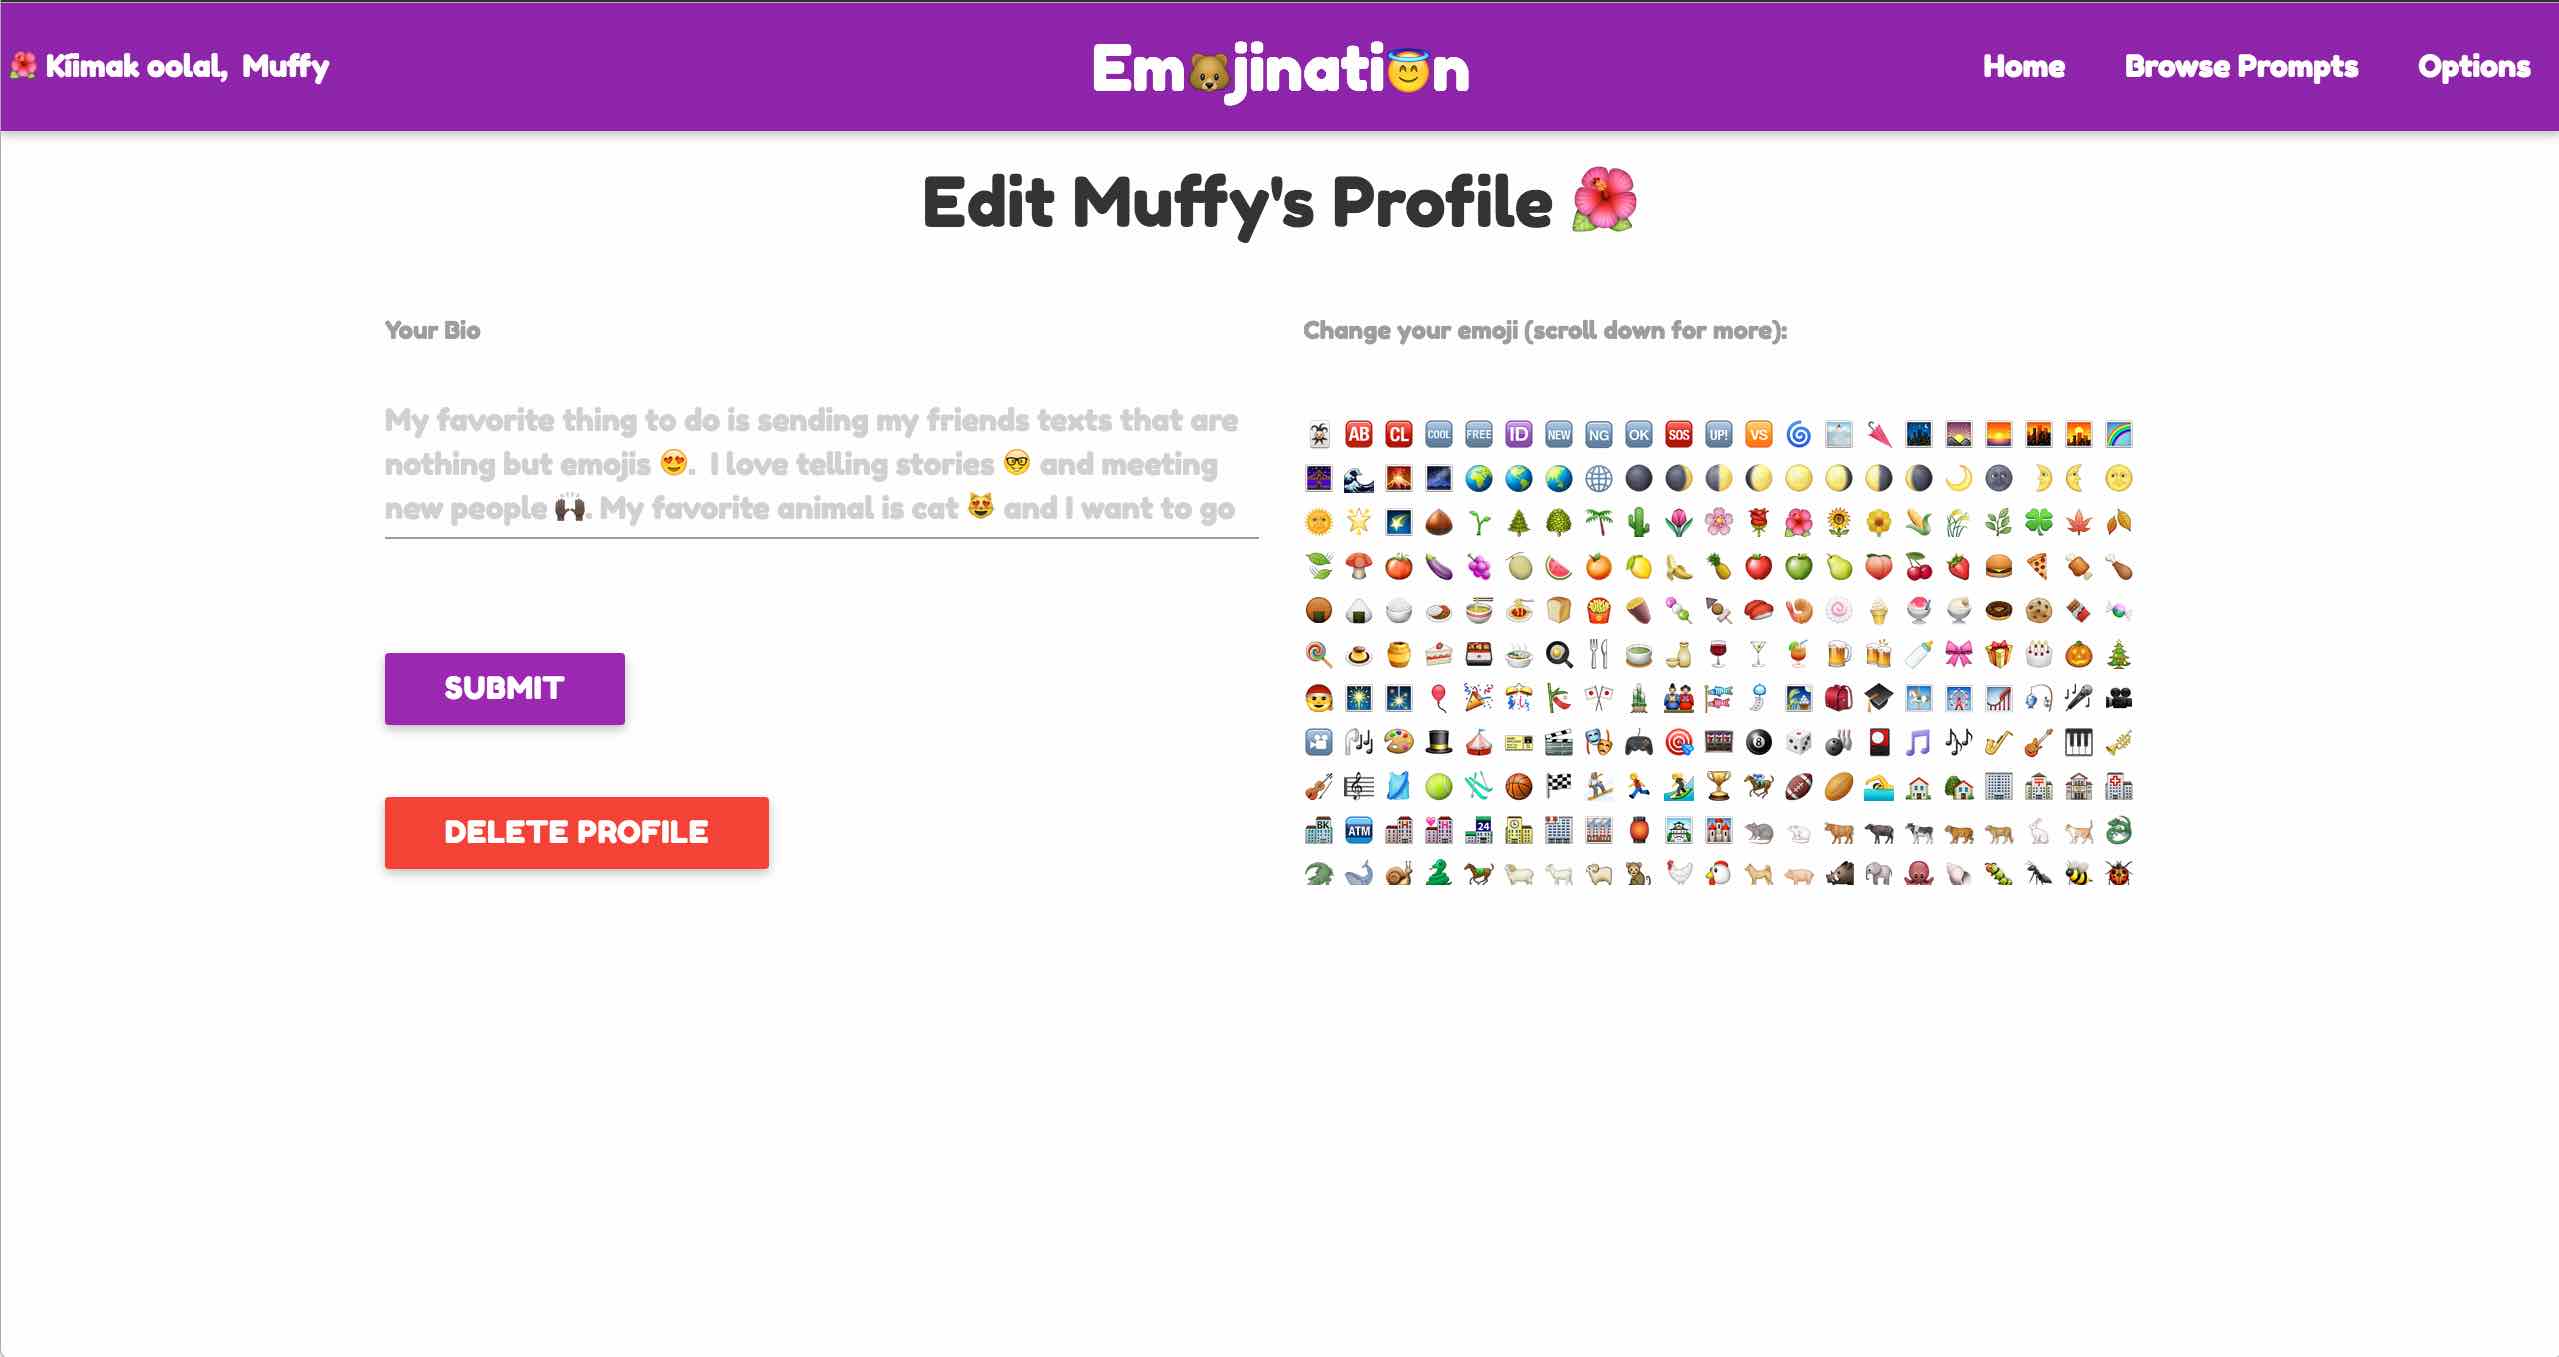 🌺 Kíimak oolal, Muffy
Em🐻jinati😇n
Home
Browse Prompts
Options
Edit Muffy's Profile 🌺
Your Bio
My favorite thing to do is sending my friends texts that are
nothing but emojis 😍. I love telling stories 🤓 and meeting
new people 🙌🏿. My favorite animal is cat 😻 and I want to go
SUBMIT
DELETE PROFILE
Change your emoji (scroll down for more):
AB CL COOL FREE ID NEW NG OK SOS UP! VS
BK ATM H H 24